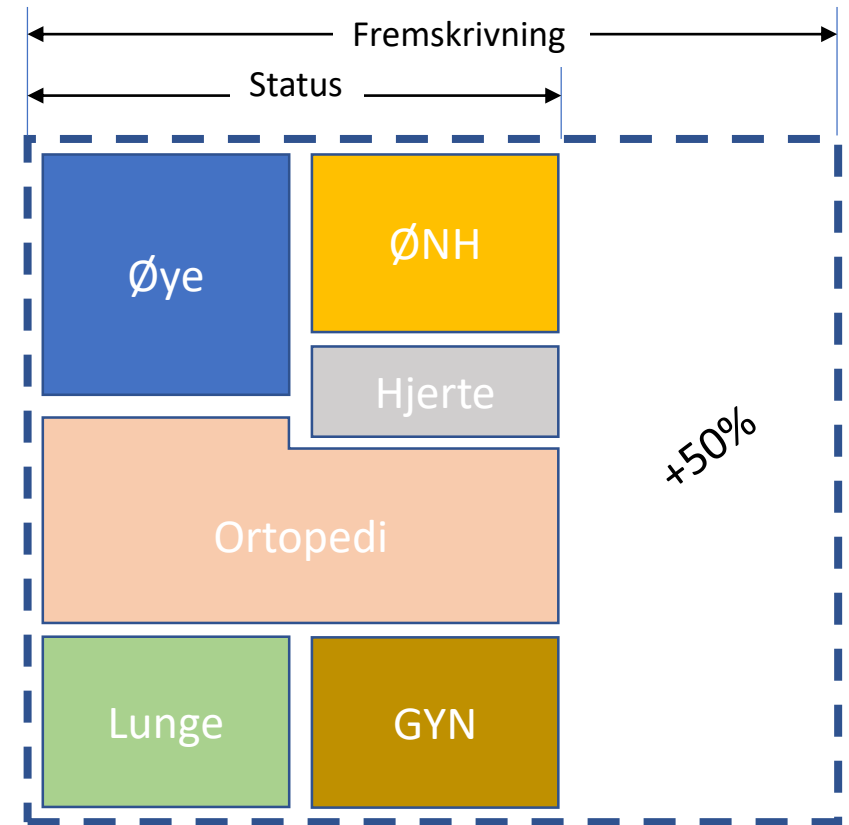 Fremskrivning
Status
Øye
ØNH
Hjerte
+50%
Ortopedi
Lunge
GYN